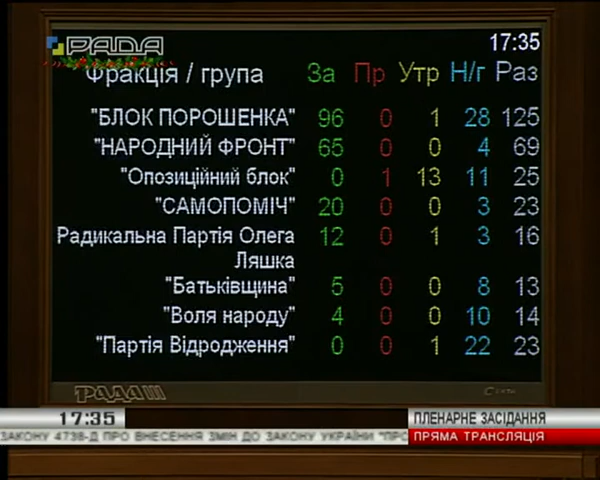 РАДА
17:35
Фракція / група За Пр Утр Н/г Раз
"БЛОК ПОРОШЕНКА" 96 0 1 28 125
"НАРОДНИЙ ФРОНТ" 65 0 0 4 69
"Опозиційний блок" 0 1 13 11 25
"САМОПОМІЧ" 20 0 0 3 23
Радикальна Партія Олега 12 0 1 3 16
Ляшка
"Батьківщина" 5 0 0 8 13
"Воля народу" 4 0 0 10 14
"Партія Відродження" 0 0 1 22 23
РАДА III
17:35 ПЛЕНАРНЕ ЗАСІДАННЯ
ЗАКОНУ 4738-Д ПРО ВНЕСЕННЯ ЗМІН ДО ЗАКОНУ УКРАЇНИ "ПРО ПРЯМА ТРАНСЛЯЦІЯ